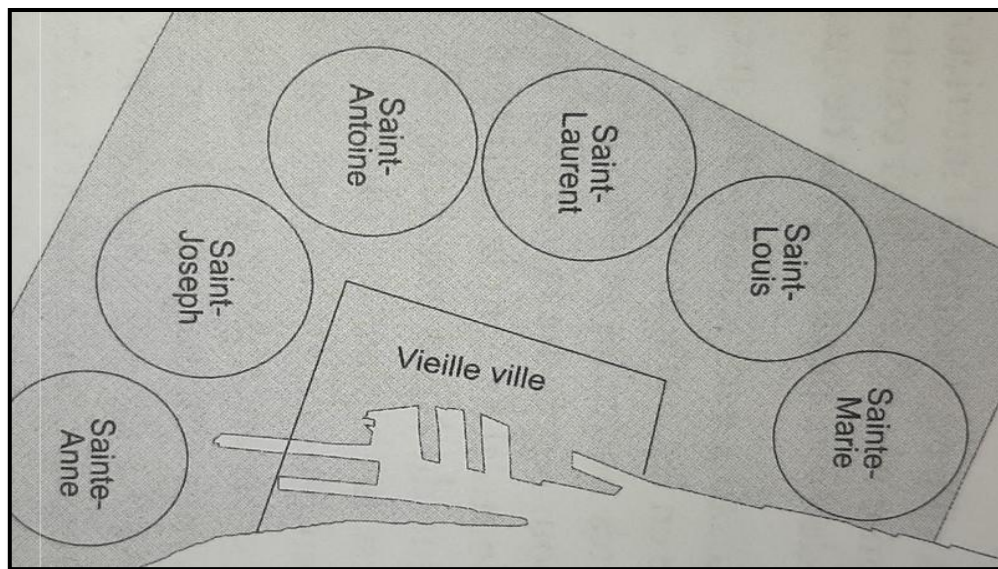 Saint-
Antoine
Saint-
Laurent
Saint-
Louis
Saint-
Joseph
Vieille ville
Sainte-
Marie
Sainte-
Anne